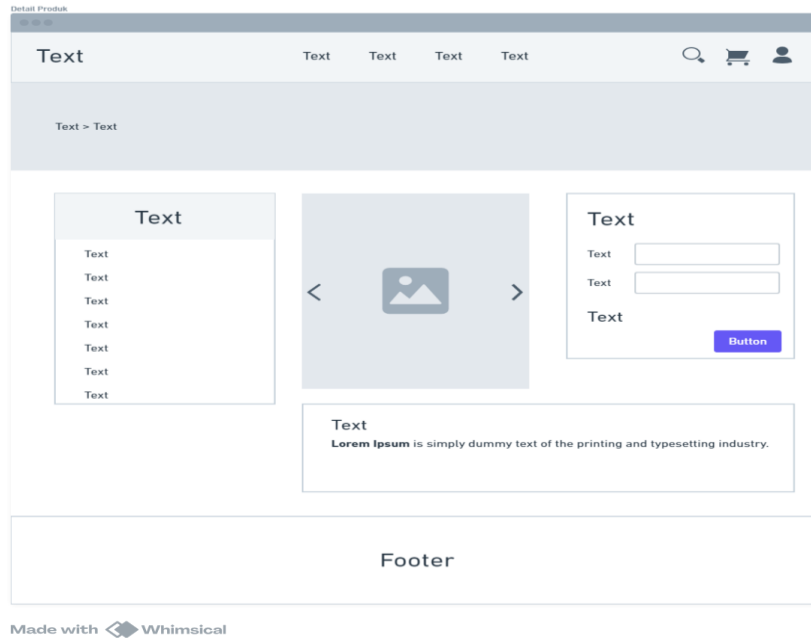 Detail Produk
Text
Text Text Text Text
Text > Text
Text
Text
Text
Text
Text
Text
Text
Text
Text
Text
Text
Text
Button
Text
Lorem Ipsum is simply dummy text of the printing and typesetting industry.
Footer
Made with Whimsical